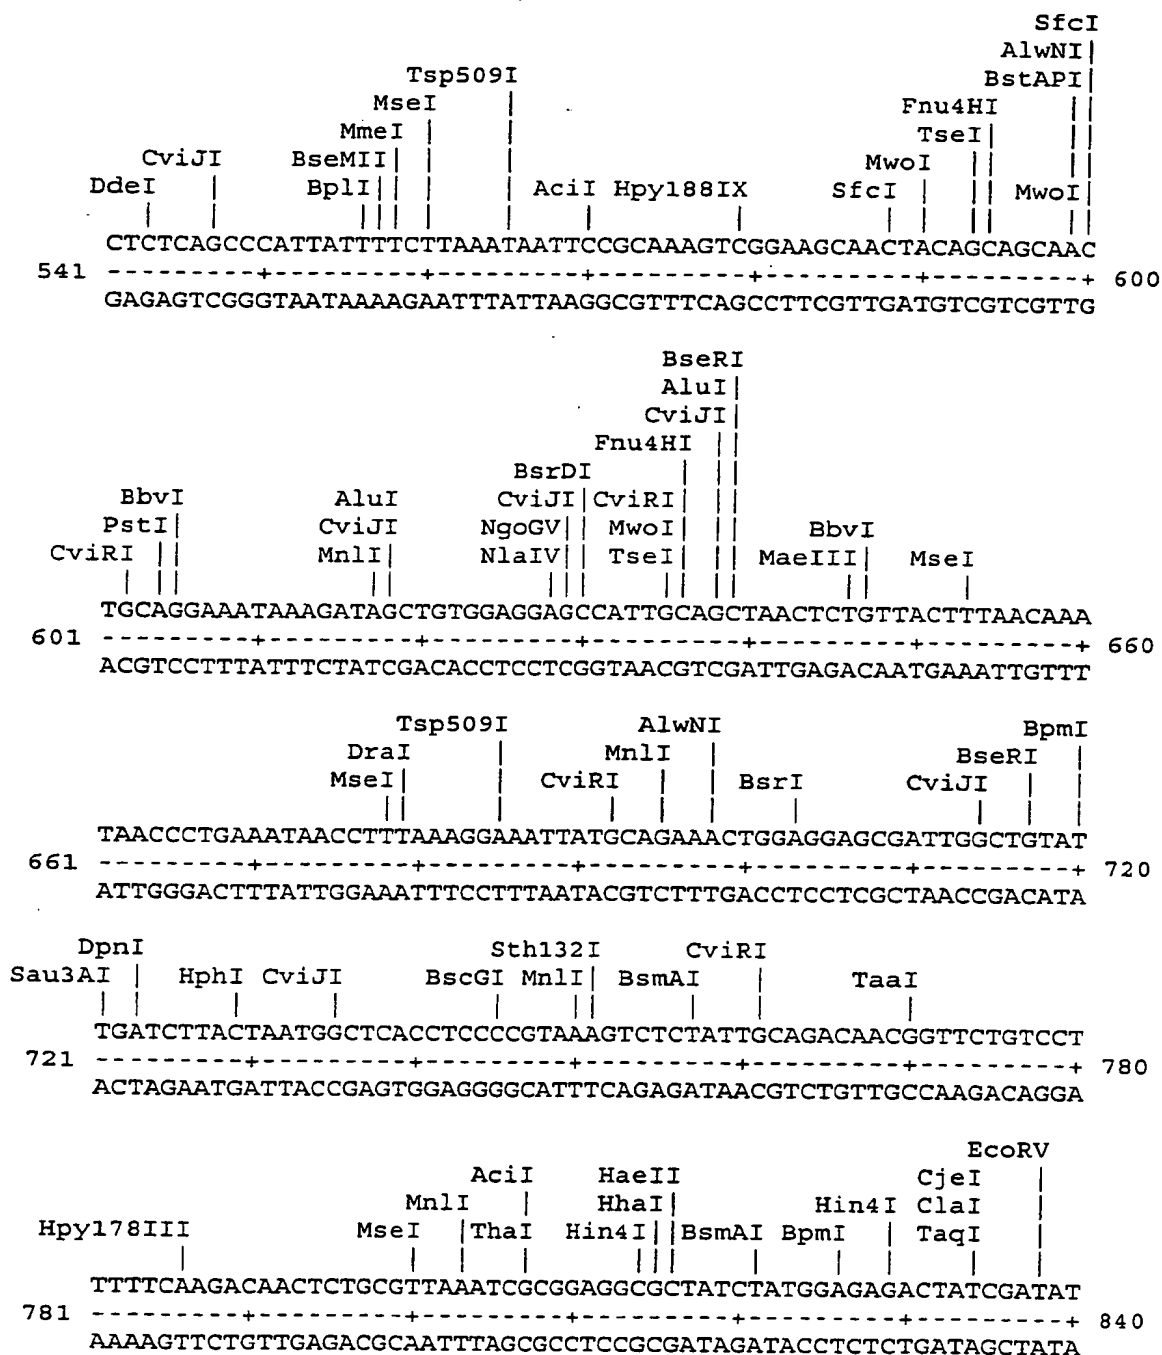 SfcI
AlwNI
Tsp509I BstAPI
MseI Fnu4HI
MmeI TseI
CviJI BseMII MwoI
DdeI BplI AciI Hpy188IX SfcI MwoI
CTCTCAGCCCATTATTTTCTTAAATAATTCCGCAAAGTCGGAAGCAACTACAGCAGCAAC
541 ---------+---------+---------+---------+---------+---------+ 600
GAGAGTCGGGTAATAAAAGAATTTATTAAGGCGTTTCAGCCTTCGTTGATGTCGTCGTTG
BseRI
AluI
CviJI
Fnu4HI
BsrDI
BbvI AluI CviJI CviRI
PstI CviJI NgoGV MwoI BbvI
CviRI MnlI NlaIV TseI MaeIII MseI
TGCAGGAAATAAAGATAGCTGTGGAGGAGCCATTGCAGCTAACTCTGTTACTTTAACAAA
601 ---------+---------+---------+---------+---------+---------+ 660
ACGTCCTTTATTTCTATCGACACCTCCTCGGTAACGTCGATTGAGACAATGAAATTGTTT
Tsp509I AlwNI BpmI
DraI MnlI BseRI
MseI CviRI BsrI CviJI
TAACCCTGAAATAACCTTTAAAGGAAATTATGCAGAAACTGGAGGAGCGATTGGCTGTAT
661 ---------+---------+---------+---------+---------+---------+ 720
ATTGGGACTTTATTGGAAATTTCCTTTAATACGTCTTTGACCTCCTCGCTAACCGACATA
DpnI Sth132I CviRI
Sau3AI HphI CviJI BscGI MnlI BsmAI TaaI
TGATCTTACTAATGGCTCACCTCCCCGTAAAGTCTCTATTGCAGACAACGGTTCTGTCCT
721 ---------+---------+---------+---------+---------+---------+ 780
ACTAGAATGATTACCGAGTGGAGGGGCATTTCAGAGATAACGTCTGTTGCCAAGACAGGA
EcoRV
AciI HaeII CjeI
MnlI HhaI Hin4I ClaI
Hpy178III MseI ThaI Hin4I BsmAI BpmI TaqI
TTTTCAAGACAACTCTGCGTTAAATCGCGGAGGCGCTATCTATGGAGAGACTATCGATAT
781 ---------+---------+---------+---------+---------+---------+ 840
AAAAGTTCTGTTGAGACGCAATTTAGCGCCTCCGCGATAGATACCTCTCTGATAGCTATA